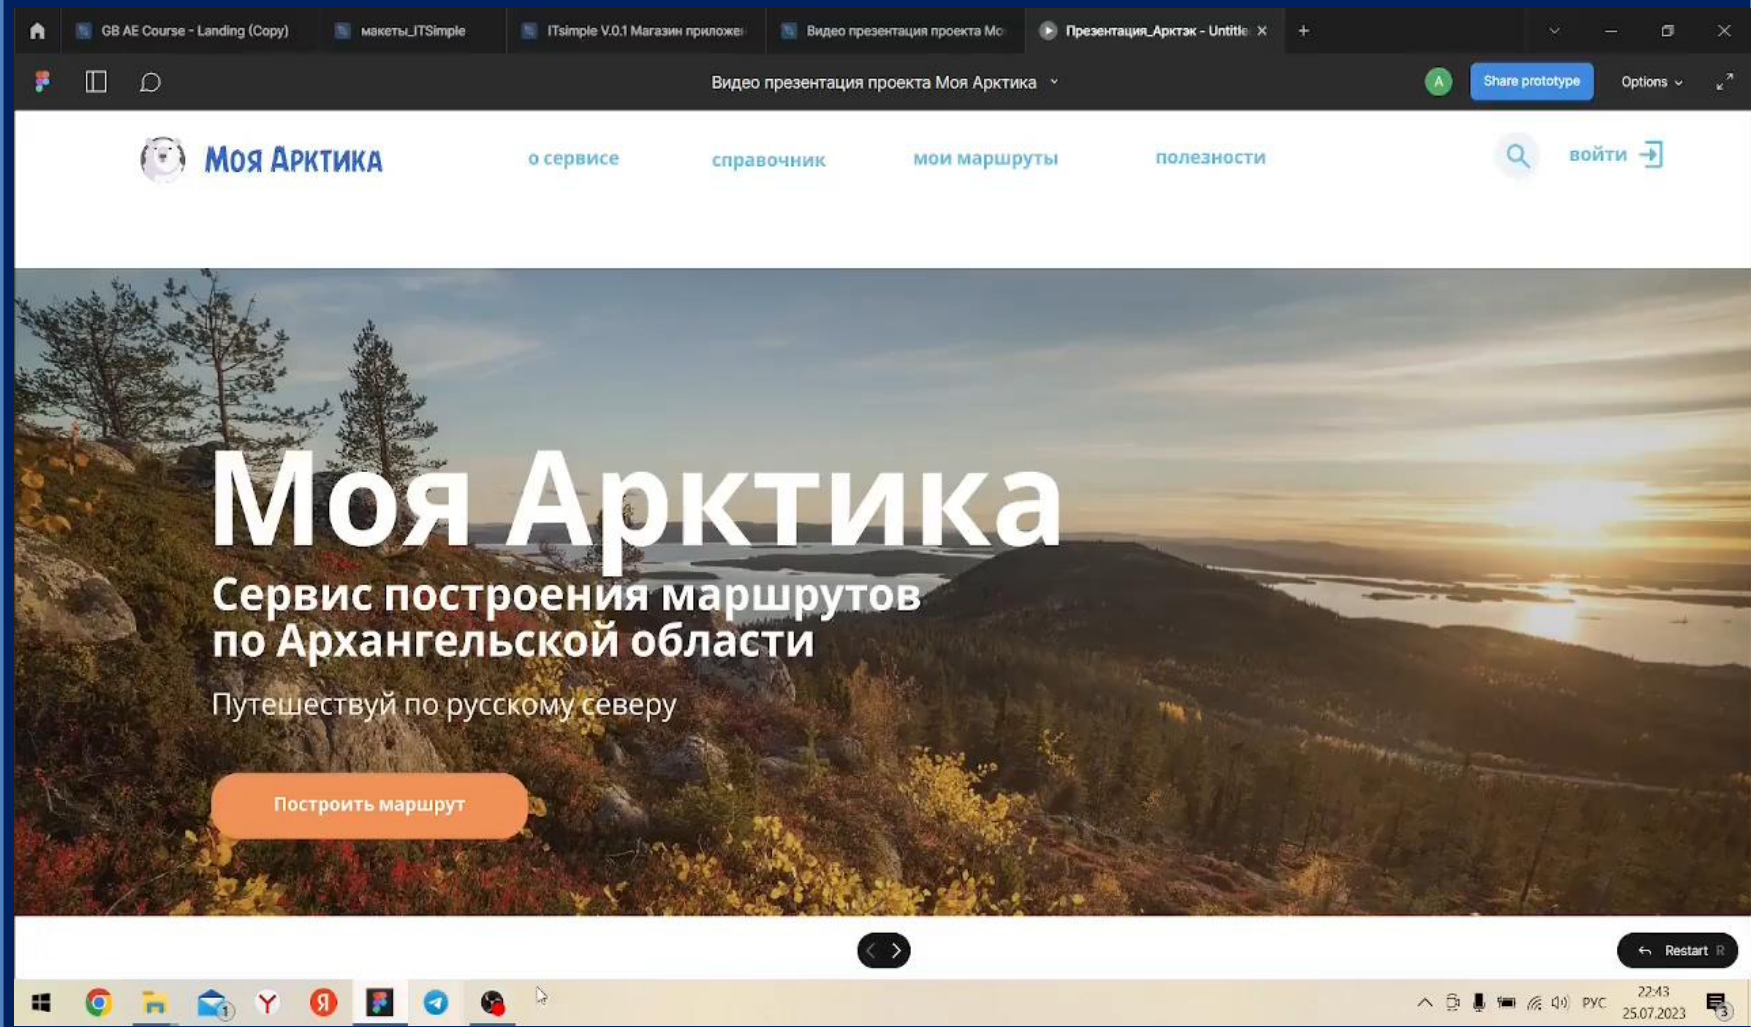 GB AE Course - Landing (Copy)
макеты_ITSimple
ITsimple V.0.1 Магазин приложе
Видео презентация проекта Мо
Презентация_Арктэк - Untitle
Видео презентация проекта Моя Арктика
A
Share prototype
Options
Моя Арктика
о сервисе
справочник
мои маршруты
полезности
войти
Моя Арктика
Сервис построения маршрутов
по Архангельской области
Путешествуй по русскому северу
Построить маршрут
Restart R
1
Y
Я
РУС
22:43
25.07.2023
3